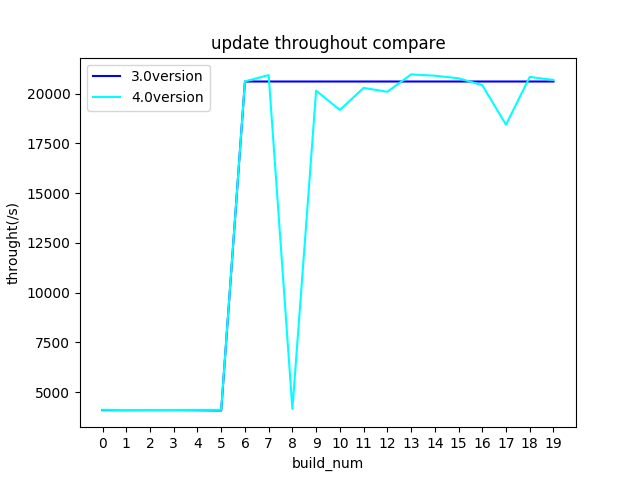 update throughout compare
3.0version
4.0version
throught(/s)
20000
17500
15000
12500
10000
7500
5000
0 1 2 3 4 5 6 7 8 9 10 11 12 13 14 15 16 17 18 19
build_num